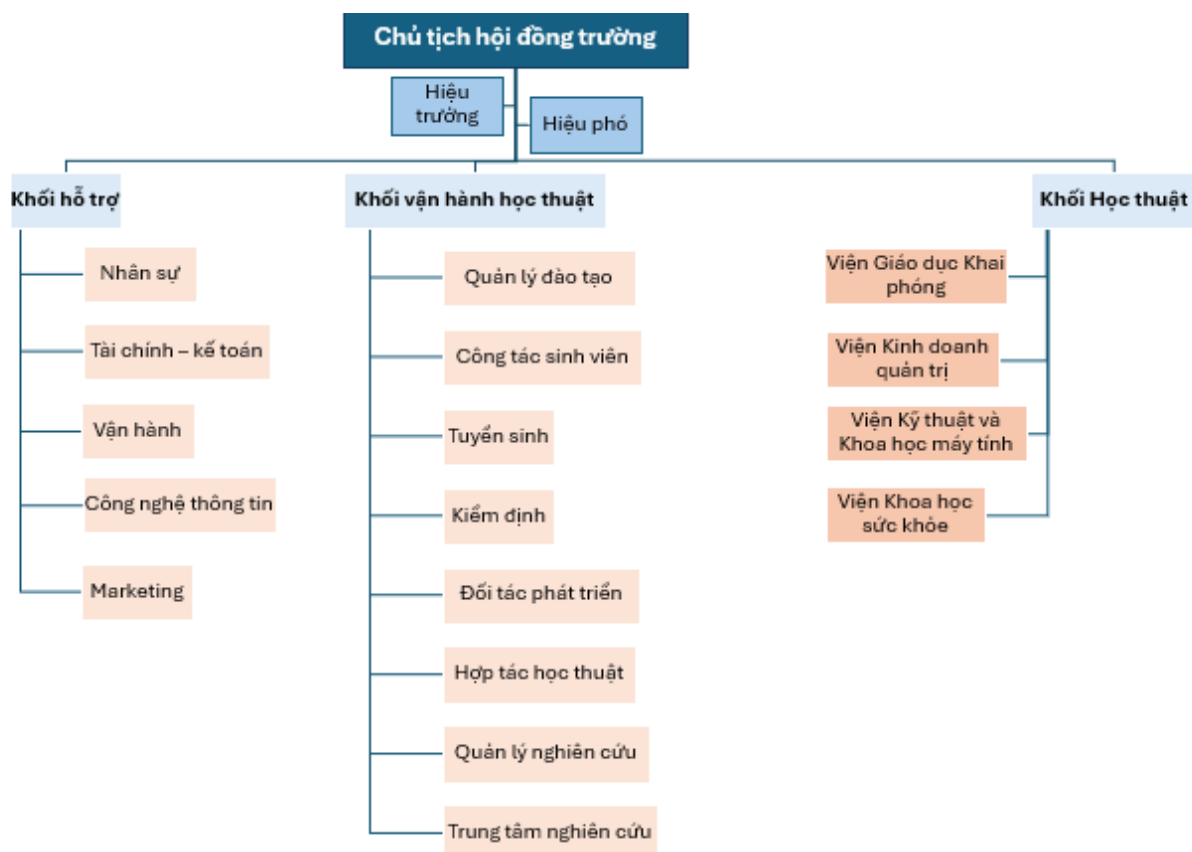 Chủ tịch hội đồng trường
Hiệu
trưởng
Hiệu phó
Khối hỗ trợ
Nhân sự
Tài chính – kế toán
Vận hành
Công nghệ thông tin
Marketing
Khối vận hành học thuật
Quản lý đào tạo
Công tác sinh viên
Tuyển sinh
Kiểm định
Đối tác phát triển
Hợp tác học thuật
Quản lý nghiên cứu
Trung tâm nghiên cứu
Khối Học thuật
Viện Giáo dục Khai
phóng
Viện Kinh doanh
quản trị
Viện Kỹ thuật và
Khoa học máy tính
Viện Khoa học
sức khỏe